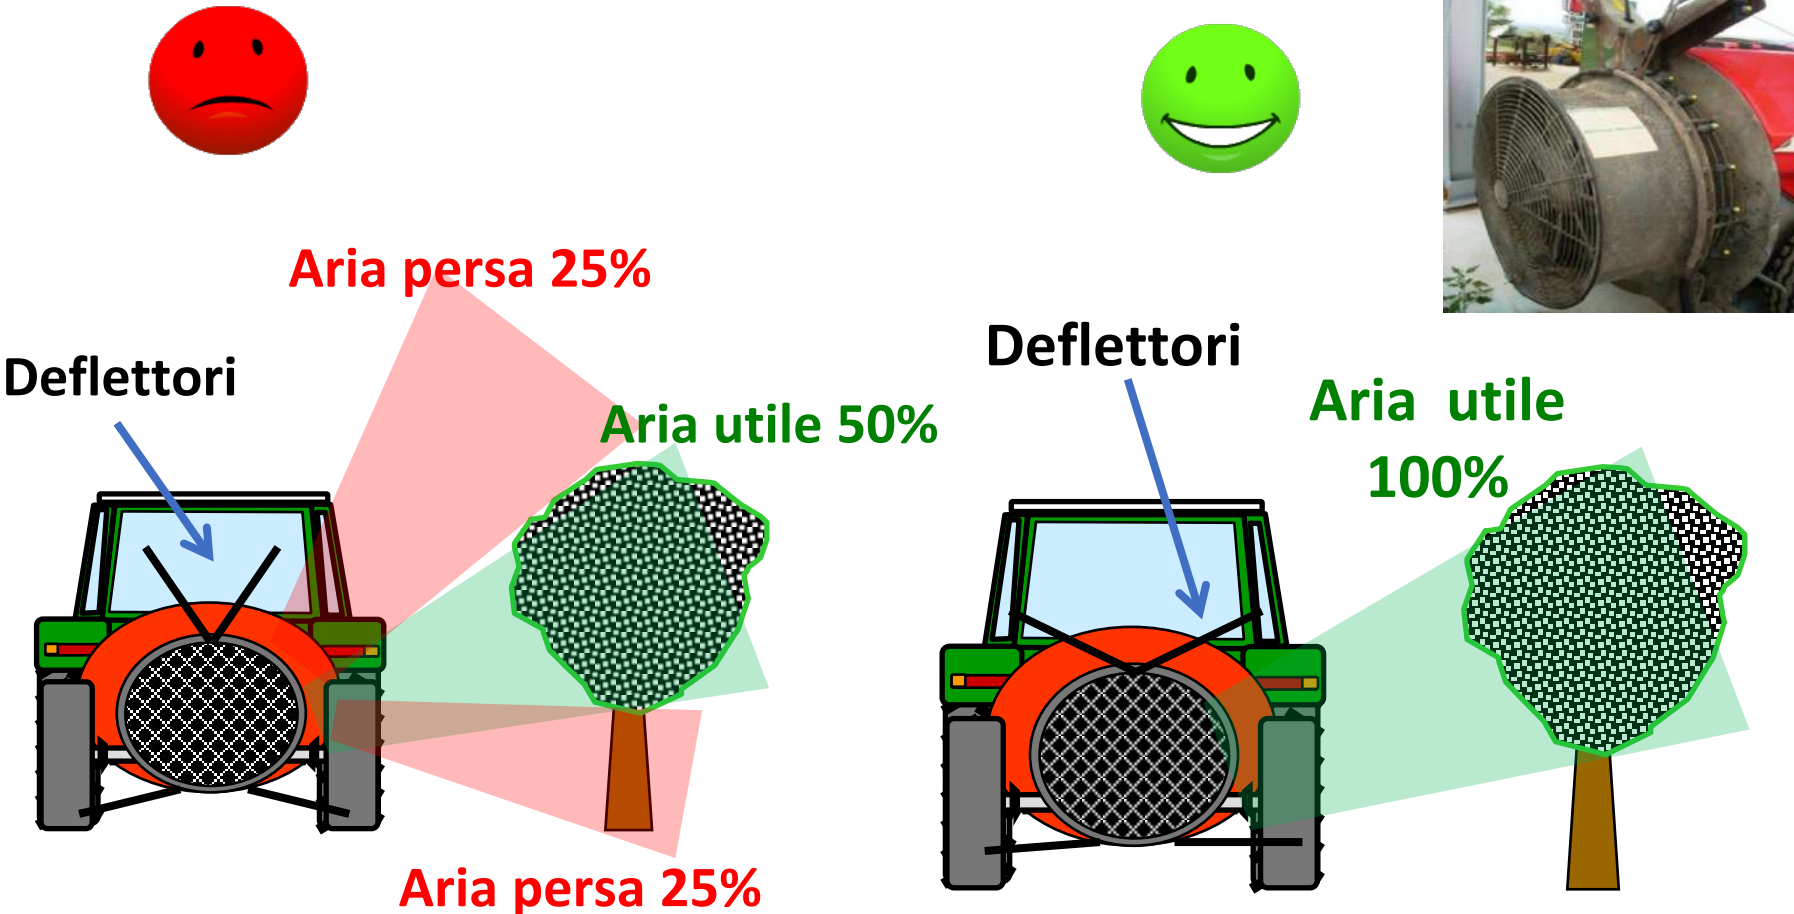 Aria persa 25%
Deflettori
Aria utile 50%
Aria persa 25%
Deflettori
Aria utile
100%